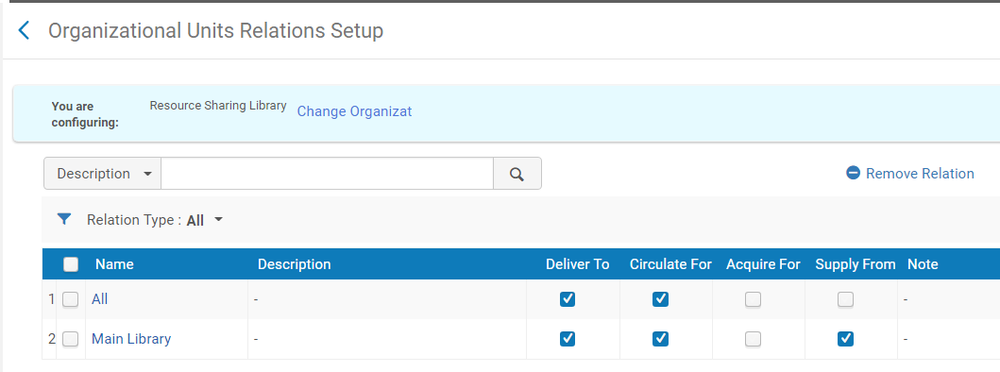 Organizational Units Relations Setup
You are configuring: Resource Sharing Library Change Organizat
Description Remove Relation
Relation Type : All
Name Description Deliver To Circulate For Acquire For Supply From Note
1 All - -
2 Main Library - -